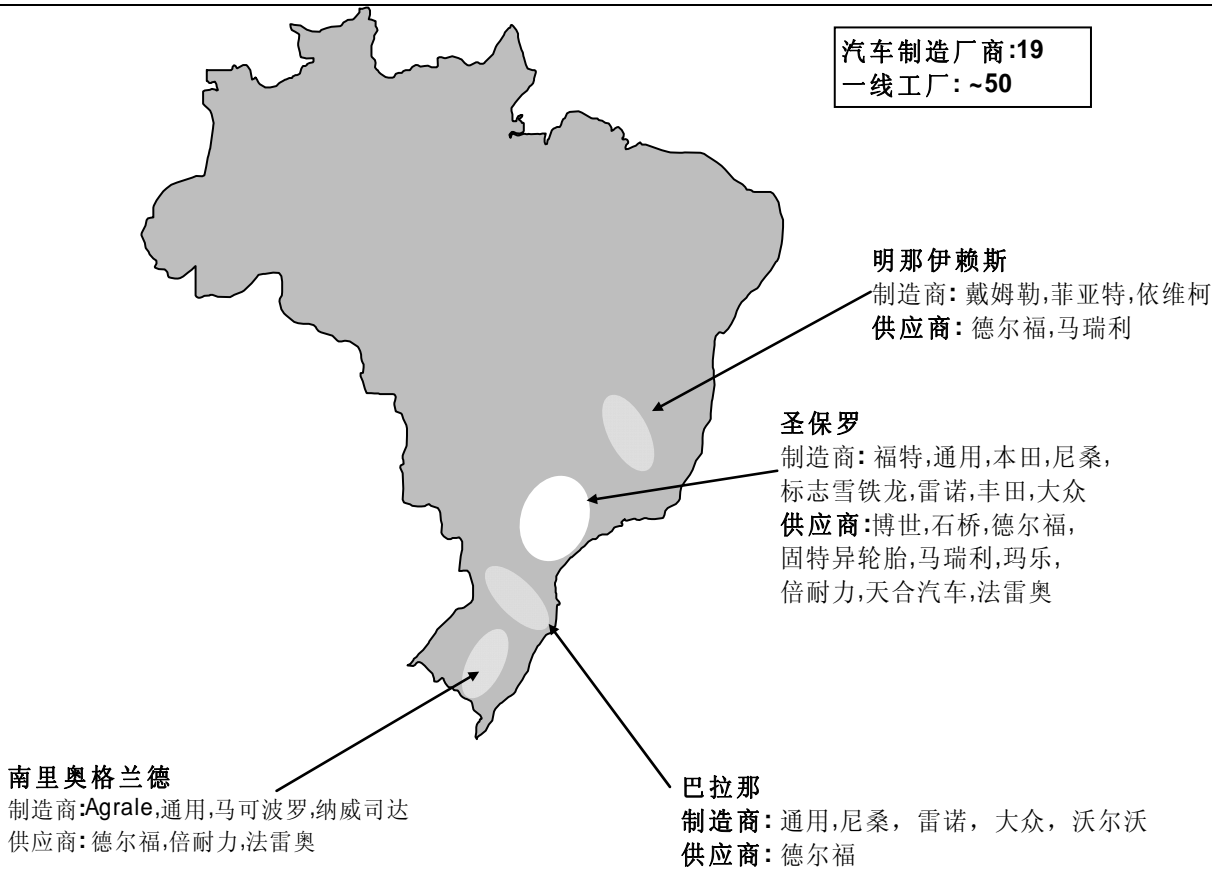 汽车制造厂商:19
一线工厂: ~50
明那伊赖斯
制造商: 戴姆勒,菲亚特,依维柯
供应商: 德尔福,马瑞利
圣保罗
制造商: 福特,通用,本田,尼桑,
标志雪铁龙,雷诺,丰田,大众
供应商:博世,石桥,德尔福,
固特异轮胎,马瑞利,玛乐,
倍耐力,天合汽车,法雷奥
南里奥格兰德
制造商:Agrale,通用,马可波罗,纳威司达
供应商: 德尔福,倍耐力,法雷奥
巴拉那
制造商: 通用,尼桑, 雷诺, 大众, 沃尔沃
供应商: 德尔福